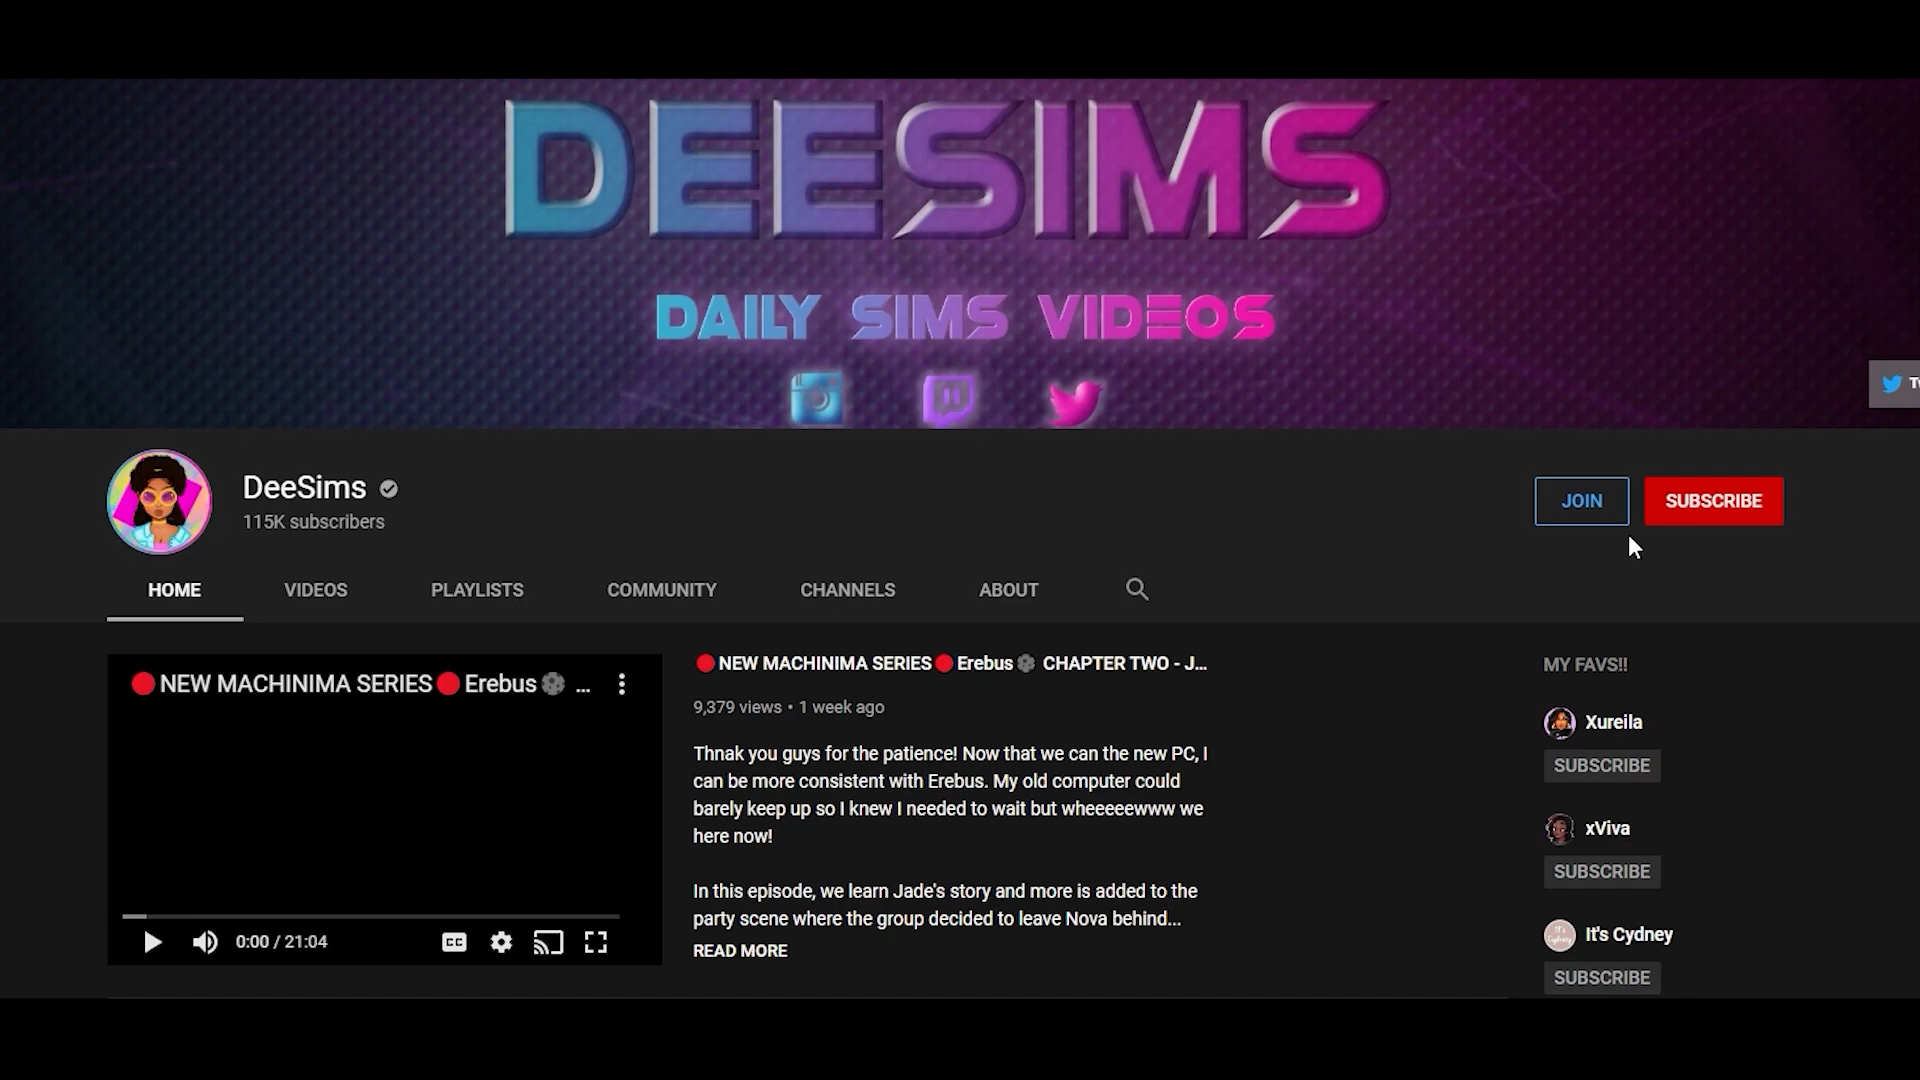 DEESIMS
DAILY SIMS VIDEOS
DeeSims
115K subscribers
JOIN
SUBSCRIBE
HOME
VIDEOS
PLAYLISTS
COMMUNITY
CHANNELS
ABOUT
🔴NEW MACHINIMA SERIES🔴Erebus ...
CC
0:00 / 21:04
🔴NEW MACHINIMA SERIES🔴Erebus CHAPTER TWO - J...
9,379 views • 1 week ago
Thnak you guys for the patience! Now that we can the new PC, I
can be more consistent with Erebus. My old computer could
barely keep up so I knew I needed to wait but wheeeeewww we
here now!
In this episode, we learn Jade's story and more is added to the
party scene where the group decided to leave Nova behind...
READ MORE
MY FAVS!!
Xureila
SUBSCRIBE
xViva
SUBSCRIBE
It's Cydney
SUBSCRIBE